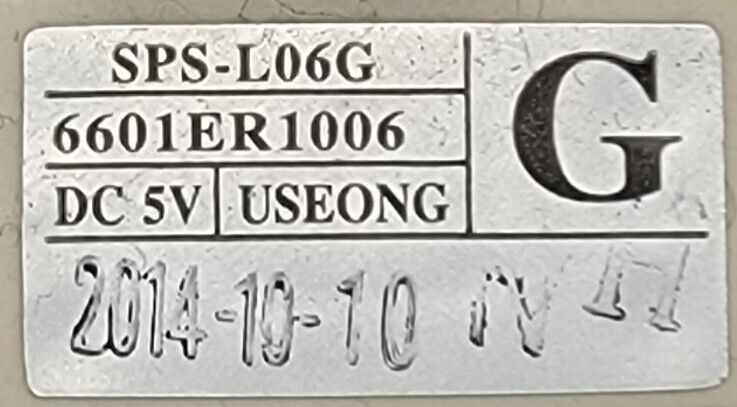 SPS-L06G
6601ER1006
DC 5V USEONG
G
2014-10-10